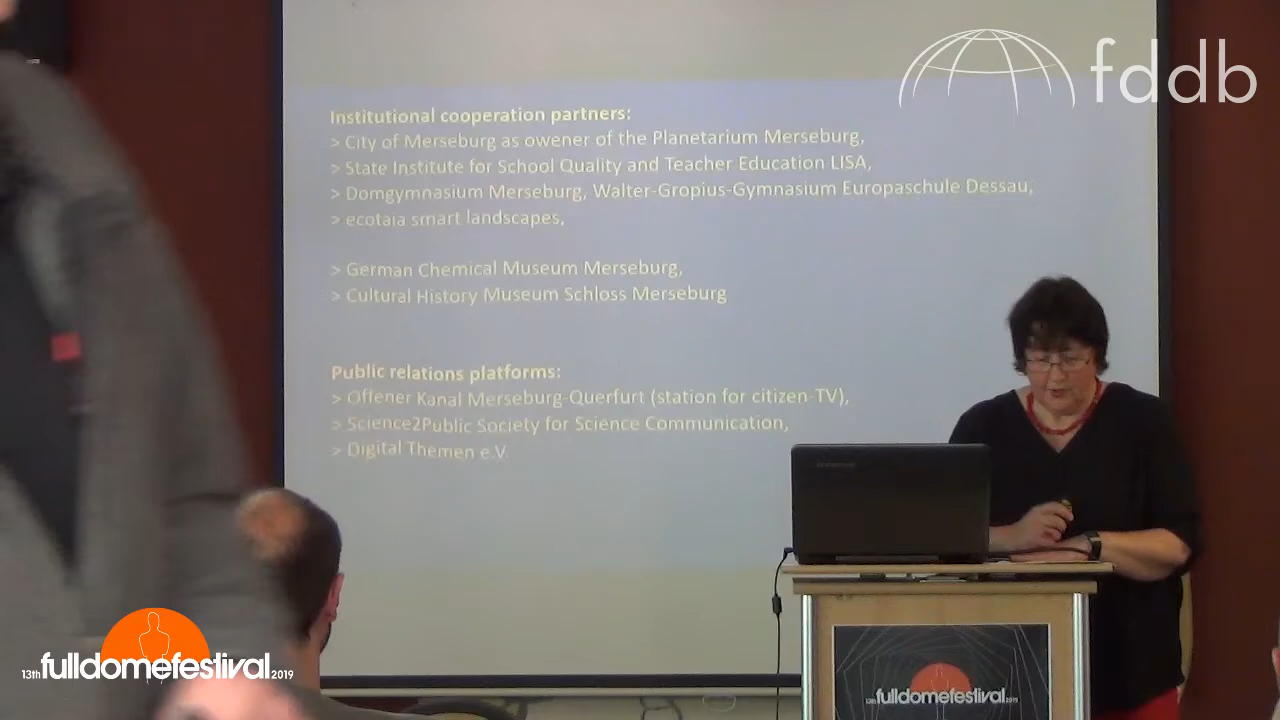 fddb
Institutional cooperation partners:
> City of Merseburg as owener of the Planetarium Merseburg,
> State Institute for School Quality and Teacher Education LISA,
> Domgymnasium Merseburg, Walter-Gropius-Gymnasium Europaschule Dessau,
> ecotaia smart landscapes,
> German Chemical Museum Merseburg,
> Cultural History Museum Schloss Merseburg
Public relations platforms:
> Offener Kanal Merseburg-Querfurt (station for citizen-TV),
> Science2Public Society for Science Communication,
> Digital Themen e.V.
13th fulldomefestival 2019
13th fulldomefestival 2019